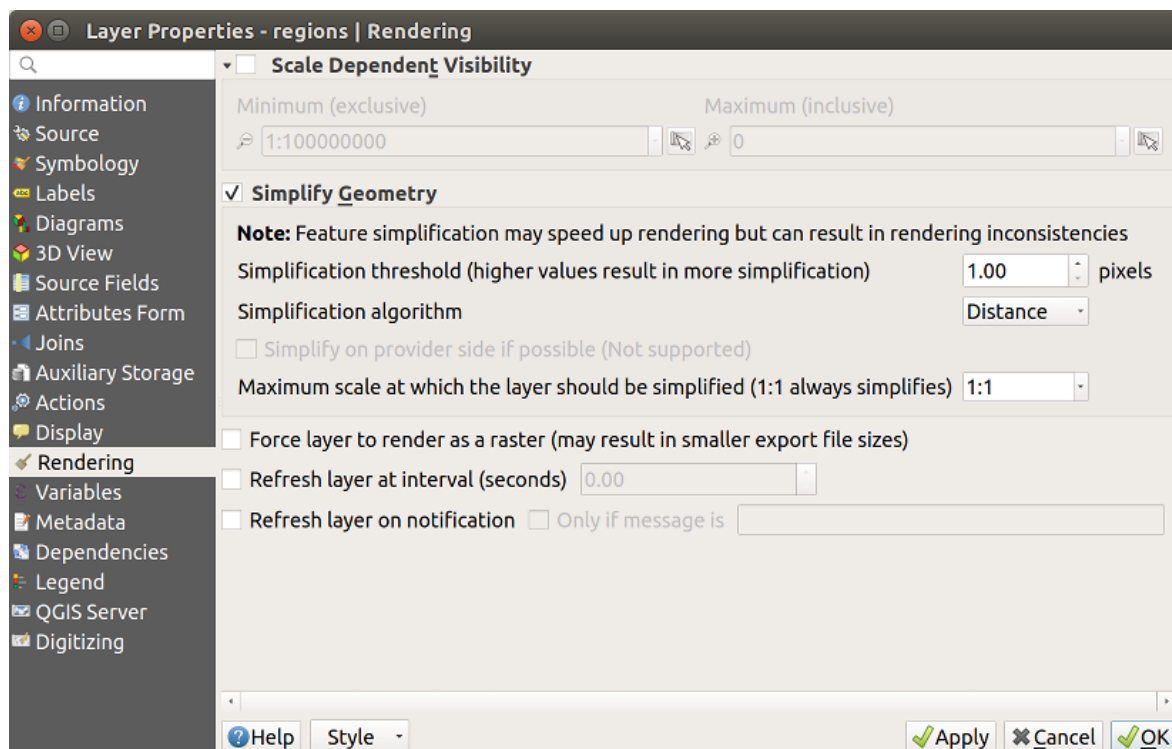 Layer Properties - regions | Rendering
Information
Source
Symbology
Labels
Diagrams
3D View
Source Fields
Attributes Form
Joins
Auxiliary Storage
Actions
Display
Rendering
Variables
Metadata
Dependencies
Legend
QGIS Server
Digitizing
Scale Dependent Visibility
Minimum (exclusive) Maximum (inclusive)
1:100000000 0
Simplify Geometry
Note: Feature simplification may speed up rendering but can result in rendering inconsistencies
Simplification threshold (higher values result in more simplification) 1.00 pixels
Simplification algorithm Distance
Simplify on provider side if possible (Not supported)
Maximum scale at which the layer should be simplified (1:1 always simplifies) 1:1
Force layer to render as a raster (may result in smaller export file sizes)
Refresh layer at interval (seconds) 0.00
Refresh layer on notification Only if message is
Help Style Apply Cancel OK